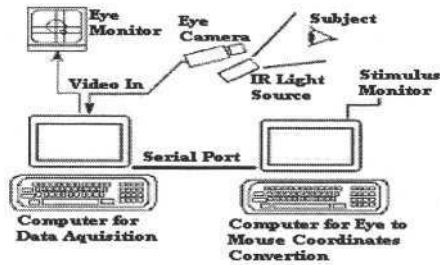 Eye
Monitor
Eye
Camera
Subject
Video In
IR Light
Source
Stimulus
Monitor
Serial Port
Computer for
Data Aquisition
Computer for Eye to
Mouse Coordinates
Convertion